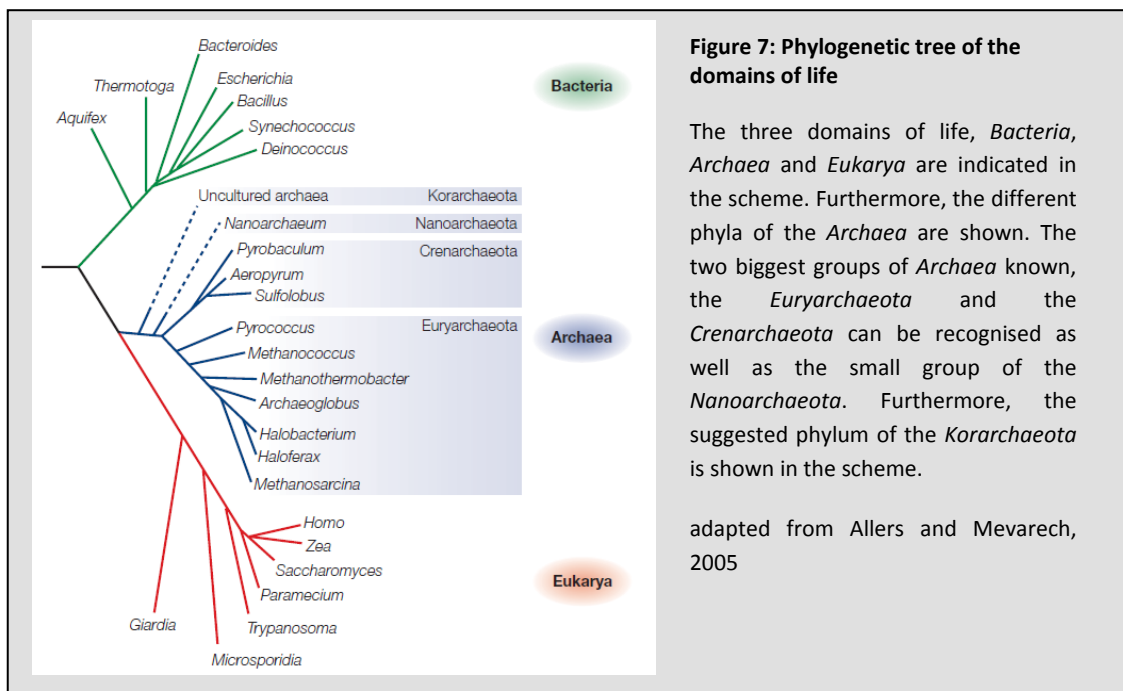 Bacteroides
Thermotoga
Escherichia
Bacteria
Bacillus
Aquifex
Synechococcus
Deinococcus
Uncultured archaea
Korarchaeota
Nanoarchaeum
Nanoarchaeota
Pyrobaculum
Crenarchaeota
Aeropyrum
Sulfolobus
Pyrococcus
Euryarchaeota
Archaea
Methanococcus
Methanothermobacter
Archaeoglobus
Halobacterium
Haloferax
Methanosarcina
Homo
Zea
Saccharomyces
Eukarya
Paramecium
Giardia
Trypanosoma
Microsporidia
Figure 7: Phylogenetic tree of the
domains of life
The three domains of life, Bacteria,
Archaea and Eukarya are indicated in
the scheme. Furthermore, the different
phyla of the Archaea are shown. The
two biggest groups of Archaea known,
the Euryarchaeota and the
Crenarchaeota can be recognised as
well as the small group of the
Nanoarchaeota. Furthermore, the
suggested phylum of the Korarchaeota
is shown in the scheme.
adapted from Allers and Mevarech,
2005